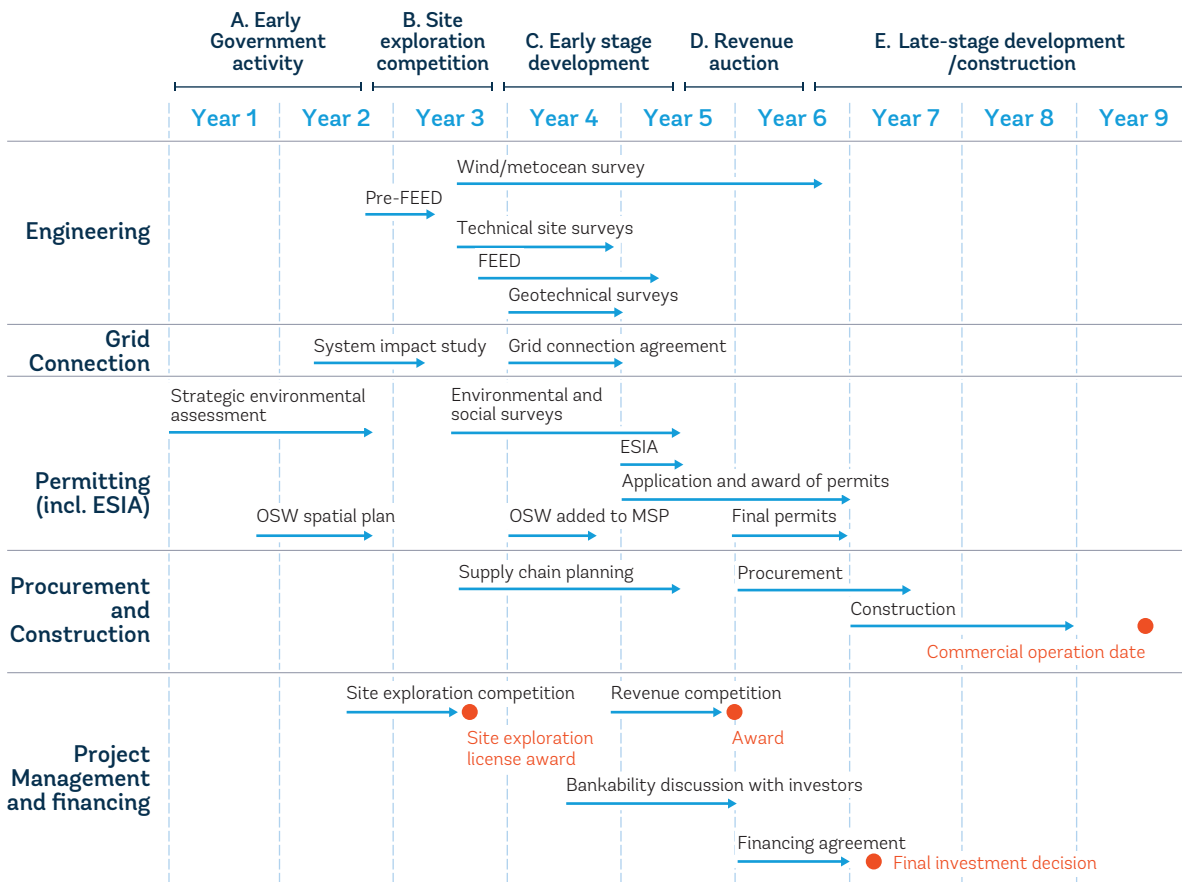 A. Early
Government
activity
B. Site
exploration
competition
C. Early stage
development
D. Revenue
auction
E. Late-stage development
/construction
Year 1
Year 2
Year 3
Year 4
Year 5
Year 6
Year 7
Year 8
Year 9
Engineering
Wind/metocean survey
Pre-FEED
Technical site surveys
FEED
Geotechnical surveys
Grid
Connection
System impact study
Grid connection agreement
Permitting
(incl. ESIA)
Strategic environmental
assessment
Environmental and
social surveys
ESIA
Application and award of permits
OSW spatial plan
OSW added to MSP
Final permits
Procurement
and
Construction
Supply chain planning
Procurement
Construction
Commercial operation date
Project
Management
and financing
Site exploration competition
Site exploration
license award
Revenue competition
Award
Bankability discussion with investors
Financing agreement
Final investment decision